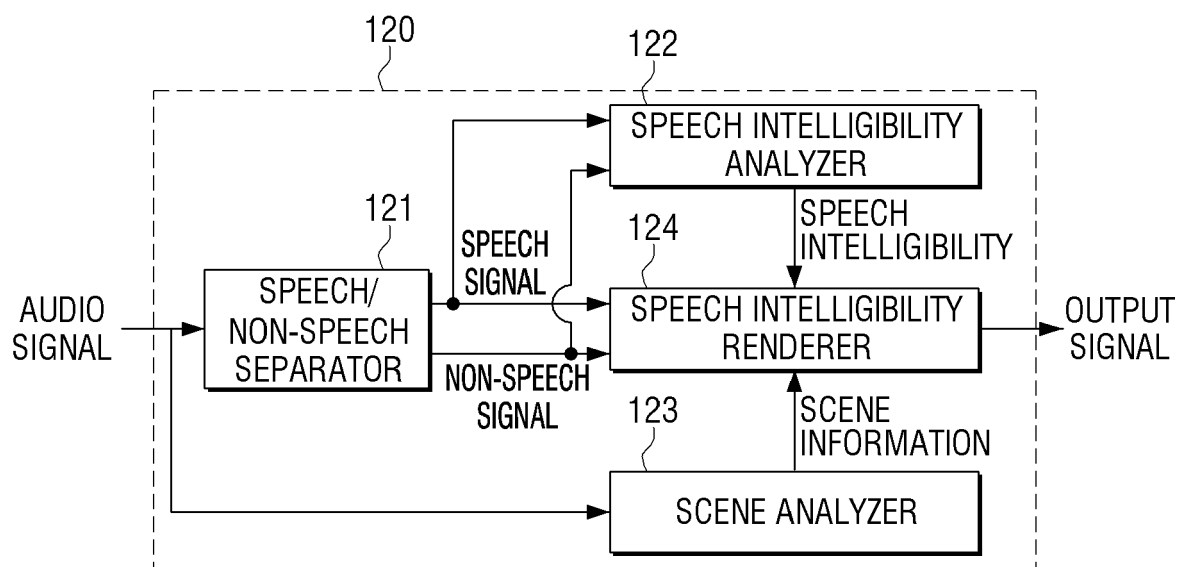 120
122
SPEECH INTELLIGIBILITY
ANALYZER
121
SPEECH
SIGNAL
124
SPEECH
INTELLIGIBILITY
AUDIO
SIGNAL
SPEECH/
NON-SPEECH
SEPARATOR
SPEECH INTELLIGIBILITY
RENDERER
OUTPUT
SIGNAL
NON-SPEECH
SIGNAL
123
SCENE
INFORMATION
SCENE ANALYZER